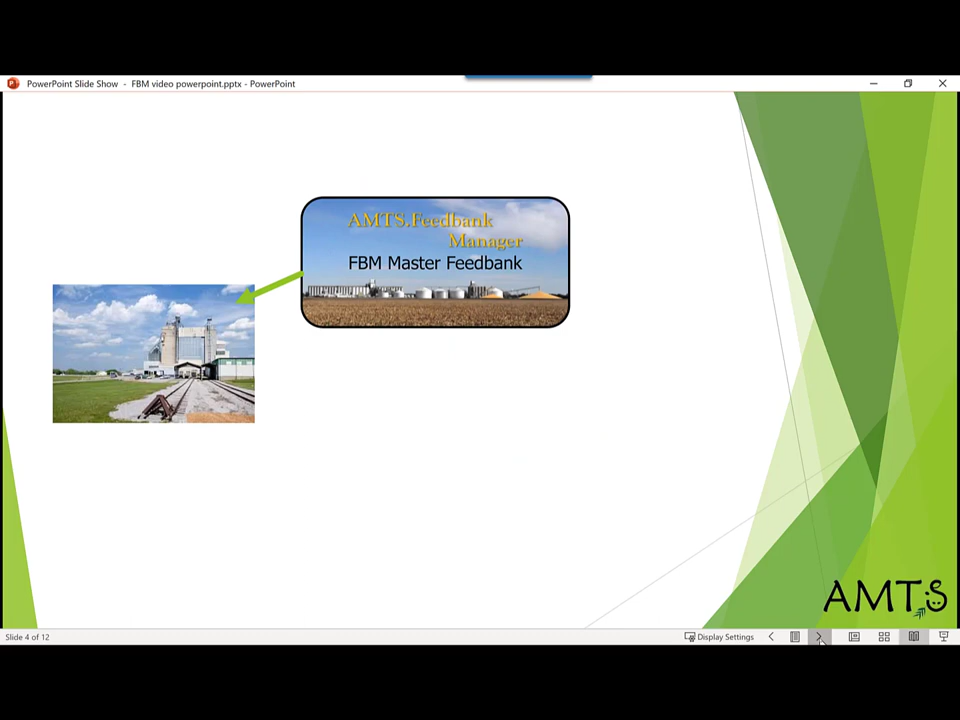 PowerPoint Slide Show - FBM video powerpoint.pptx - PowerPoint
AMTS.Feedbank
Manager
FBM Master Feedbank
AMTS
Slide 4 of 12
Display Settings